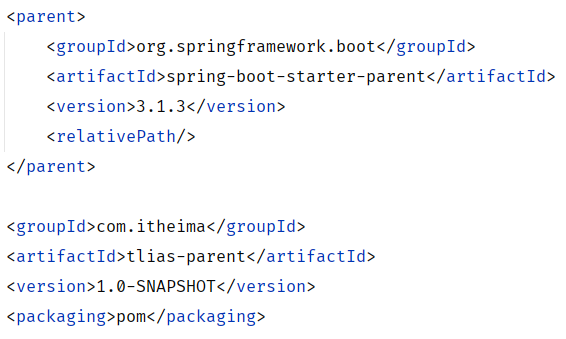 <parent>
    <groupId>org.springframework.boot</groupId>
    <artifactId>spring-boot-starter-parent</artifactId>
    <version>3.1.3</version>
    <relativePath/>
</parent>

<groupId>com.itheima</groupId>
<artifactId>tlias-parent</artifactId>
<version>1.0-SNAPSHOT</version>
<packaging>pom</packaging>